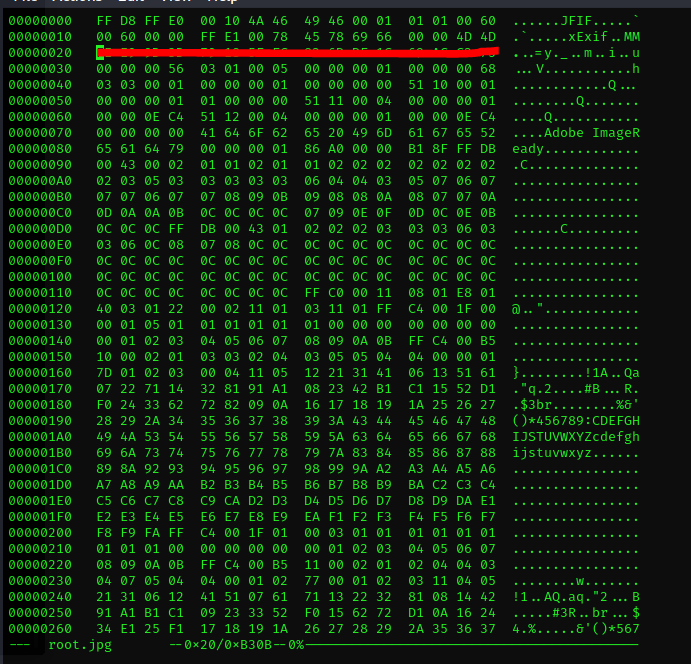 00000000 FF D8 FF E0 00 10 4A 46 49 46 00 01 01 01 00 60 ......JFIF.....`
00000010 00 60 00 00 FF E1 00 78 45 78 69 66 00 00 4D 4D .`.....xExif..MM
00000020
00000030 00 00 00 56 03 01 00 05 00 00 00 01 00 00 00 68 ...V...........h
00000040 03 03 00 01 00 00 00 01 00 00 00 00 51 10 00 01 ............Q...
00000050 00 00 00 01 01 00 00 00 51 11 00 04 00 00 00 01 ........Q.......
00000060 00 00 0E C4 51 12 00 04 00 00 00 01 00 00 0E C4 ....Q...........
00000070 00 00 00 00 41 64 6F 62 65 20 49 6D 61 67 65 52 ....Adobe ImageR
00000080 65 61 64 79 00 00 00 01 86 A0 00 00 B1 8F FF DB eady............
00000090 00 43 00 02 01 01 02 01 01 02 02 02 02 02 02 02 .C..............
000000A0 02 03 05 03 03 03 03 03 06 04 04 03 05 07 06 07 ................
000000B0 07 07 06 07 07 08 09 0B 09 08 08 0A 08 07 07 0A ................
000000C0 0D 0A 0A 0B 0C 0C 0C 0C 07 09 0E 0F 0D 0C 0E 0B ................
000000D0 0C 0C 0C FF DB 00 43 01 02 02 02 03 03 03 06 03 ......C.........
000000E0 03 06 0C 08 07 08 0C 0C 0C 0C 0C 0C 0C 0C 0C 0C ................
000000F0 0C 0C 0C 0C 0C 0C 0C 0C 0C 0C 0C 0C 0C 0C 0C 0C ................
00000100 0C 0C 0C 0C 0C 0C 0C 0C 0C 0C 0C 0C 0C 0C 0C 0C ................
00000110 0C 0C 0C 0C 0C 0C 0C 0C FF C0 00 11 08 01 E8 01 ................
00000120 40 03 01 22 00 02 11 01 03 11 01 FF C4 00 1F 00 @.."............
00000130 00 01 05 01 01 01 01 01 01 00 00 00 00 00 00 00 ................
00000140 00 01 02 03 04 05 06 07 08 09 0A 0B FF C4 00 B5 ................
00000150 10 00 02 01 03 03 02 04 03 05 05 04 04 00 00 01 ................
00000160 7D 01 02 03 00 04 11 05 12 21 31 41 06 13 51 61 }........!1A..Qa
00000170 07 22 71 14 32 81 91 A1 08 23 42 B1 C1 15 52 D1 ."q.2....#B...R.
00000180 F0 24 33 62 72 82 09 0A 16 17 18 19 1A 25 26 27 .$3br........%&'
00000190 28 29 2A 34 35 36 37 38 39 3A 43 44 45 46 47 48 ()*456789:CDEFGH
000001A0 49 4A 53 54 55 56 57 58 59 5A 63 64 65 66 67 68 IJSTUVWXYZcdefgh
000001B0 69 6A 73 74 75 76 77 78 79 7A 83 84 85 86 87 88 ijstuvwxyz......
000001C0 89 8A 92 93 94 95 96 97 98 99 9A A2 A3 A4 A5 A6 ................
000001D0 A7 A8 A9 AA B2 B3 B4 B5 B6 B7 B8 B9 BA C2 C3 C4 ................
000001E0 C5 C6 C7 C8 C9 CA D2 D3 D4 D5 D6 D7 D8 D9 DA E1 ................
000001F0 E2 E3 E4 E5 E6 E7 E8 E9 EA F1 F2 F3 F4 F5 F6 F7 ................
00000200 F8 F9 FA FF C4 00 1F 01 00 03 01 01 01 01 01 01 ................
00000210 01 01 01 00 00 00 00 00 00 01 02 03 04 05 06 07 ................
00000220 08 09 0A 0B FF C4 00 B5 11 00 02 01 02 04 04 03 ................
00000230 04 07 05 04 04 00 01 02 77 00 01 02 03 11 04 05 ........w.......
00000240 21 31 06 12 41 51 07 61 71 13 22 32 81 08 14 42 !1..AQ.aq."2...B
00000250 91 A1 B1 C1 09 23 33 52 F0 15 62 72 D1 0A 16 24 .....#3R..br...$
00000260 34 E1 25 F1 17 18 19 1A 26 27 28 29 2A 35 36 37 4.%.....&'()*567
--- root.jpg --0x20/0xB30B--0%